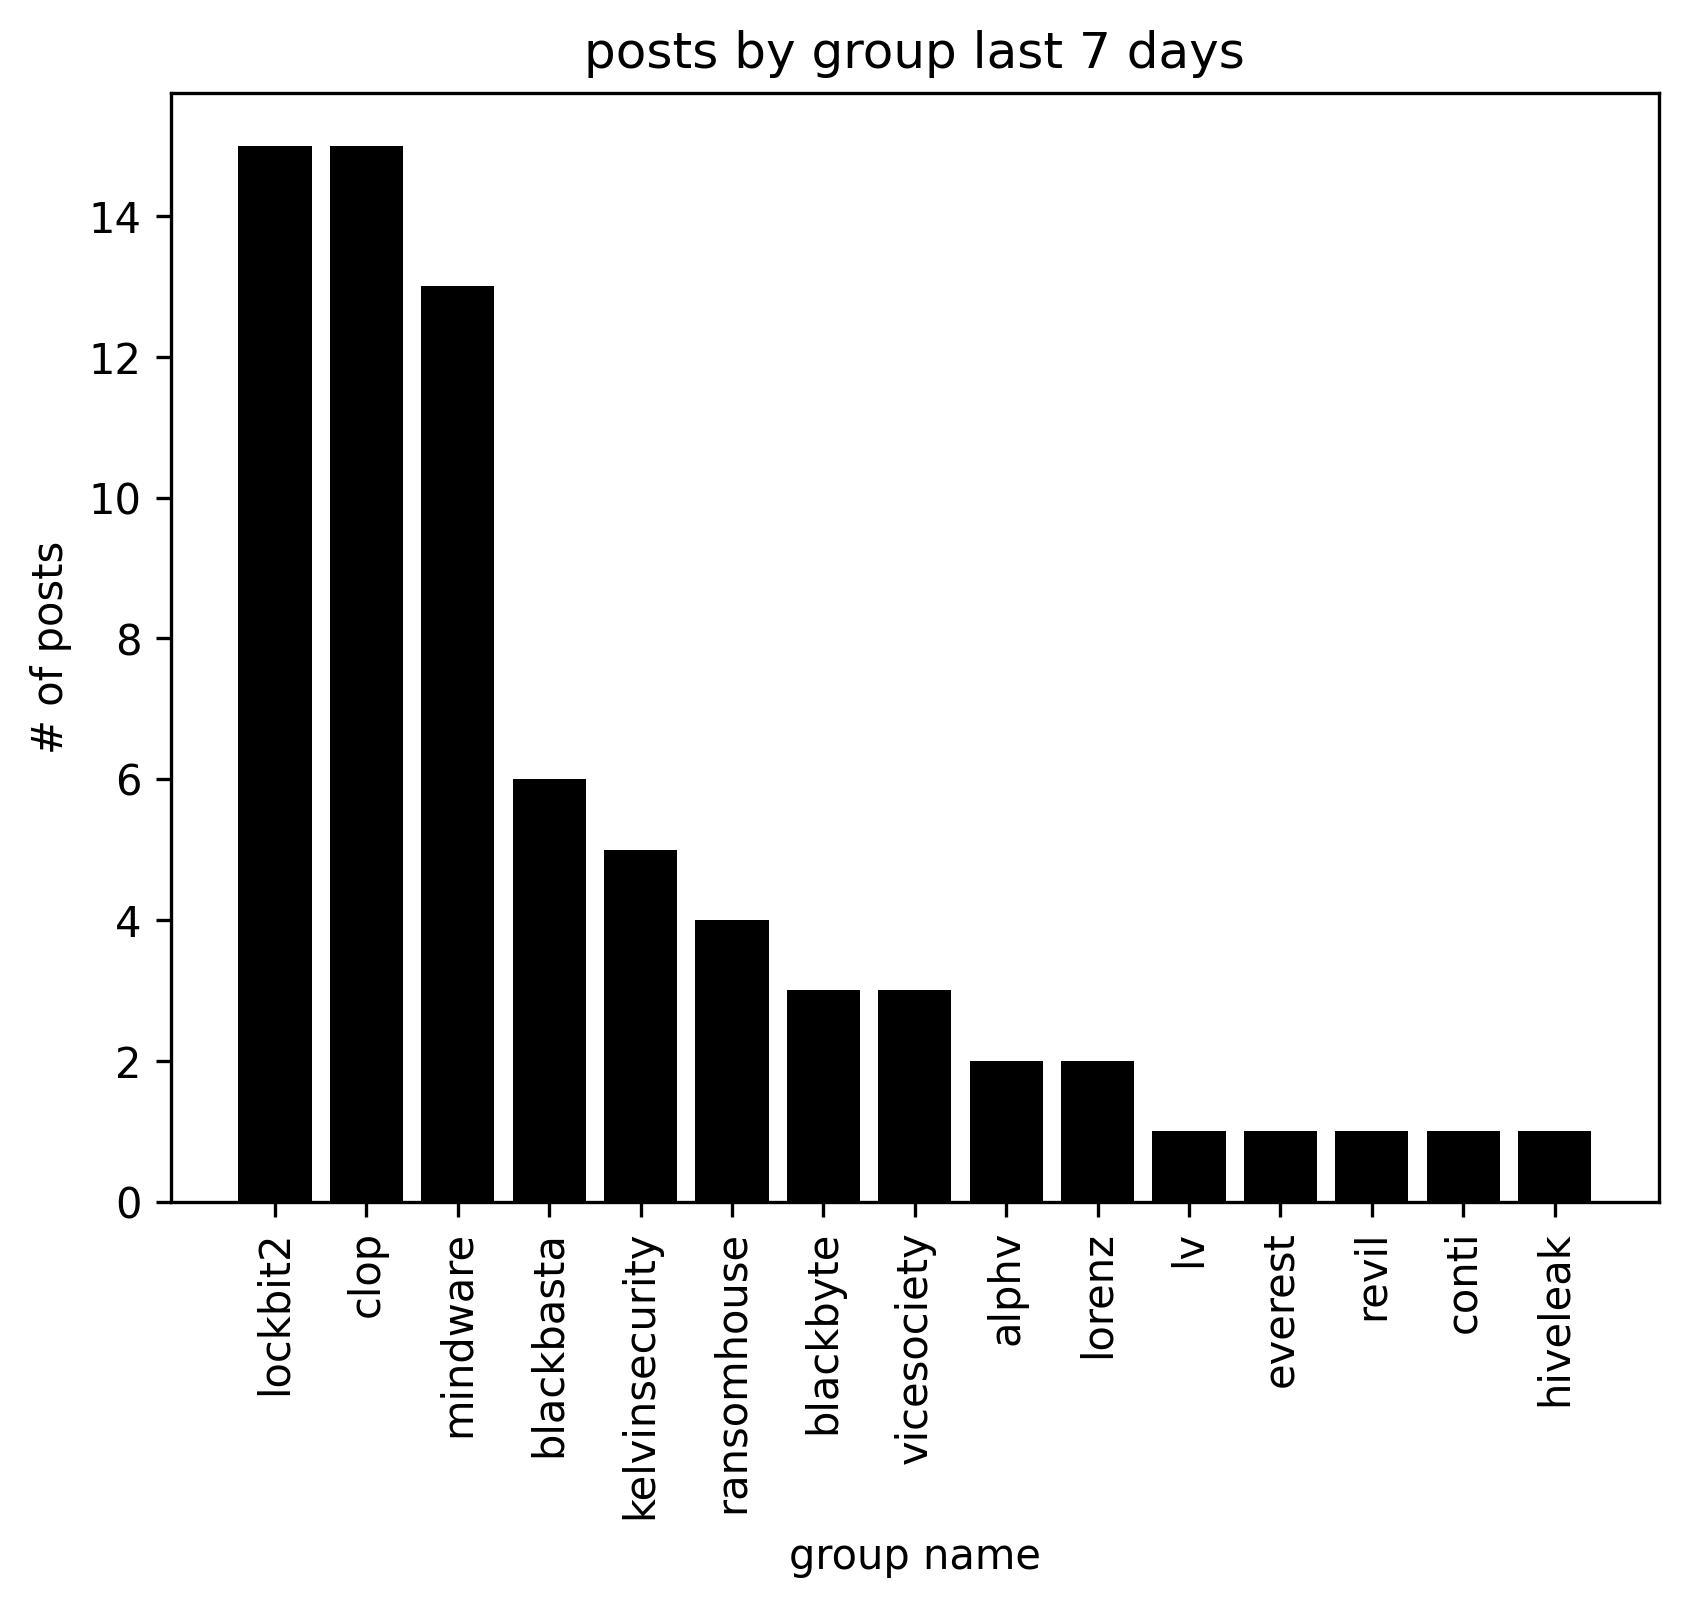 posts by group last 7 days
# of posts
14
12
10
8
6
4
2
0
lockbit2
clop
mindware
blackbasta
kelvinsecurity
ransomhouse
blackbyte
vicesociety
alphv
lorenz
lv
everest
revil
conti
hiveleak
group name